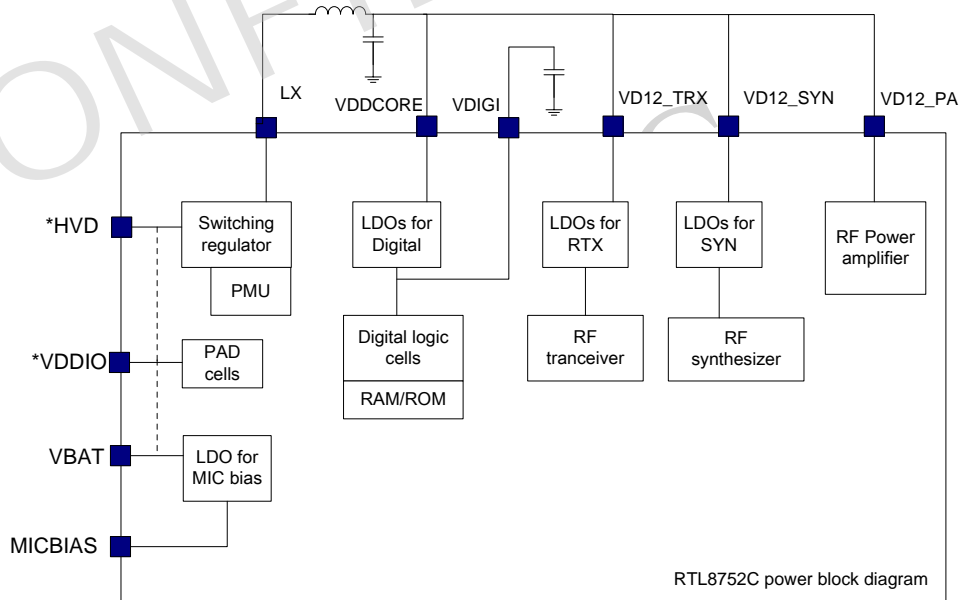 LX
VDDCORE
VDIGI
VD12_TRX
VD12_SYN
VD12_PA
*HVD
Switching
regulator
PMU
LDOs for
Digital
LDOs for
RTX
LDOs for
SYN
RF Power
amplifier
Digital logic
cells
RAM/ROM
RF
tranceiver
RF
synthesizer
*VDDIO
PAD
cells
VBAT
LDO for
MIC bias
MICBIAS
RTL8752C power block diagram